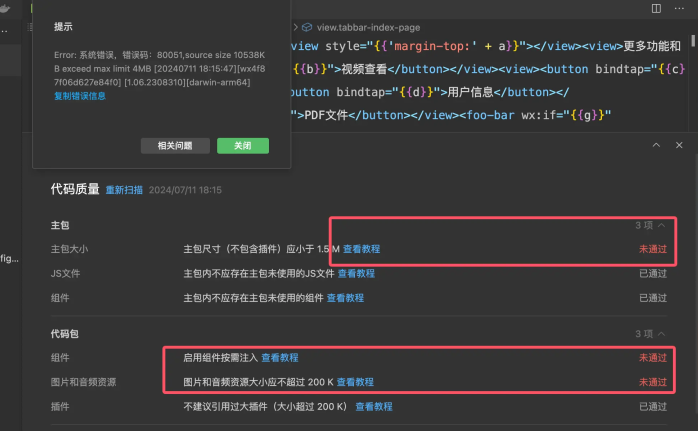 提示
Error: 系统错误，错误码：80051,source size 10538K
B exceed max limit 4MB [20240711 18:15:47][wx4f8
7f06d627e84f0] [1.06.2308310][darwin-arm64]
复制错误信息
相关问题 关闭
view.tabbar-index-page
view style="{{'margin-top:' + a}}"></view><view>更多功能和
{{b}}">视频查看</button></view><view><button bindtap="{{c}
button bindtap="{{d}}">用户信息</button></
">PDF文件</button></view><foo-bar wx:if="{{g}}"
fig...
代码质量 重新扫描 2024/07/11 18:15
主包 3 项
主包大小 主包尺寸（不包含插件）应小于 1.5 M 查看教程 未通过
JS文件 主包内不应存在主包未使用的JS文件 查看教程 已通过
组件 主包内不应存在主包未使用的组件 查看教程 已通过
代码包 3 项
组件 启用组件按需注入 查看教程 未通过
图片和音频资源 图片和音频资源大小应不超过 200 K 查看教程 未通过
插件 不建议引用过大插件（大小超过 200 K） 查看教程 已通过